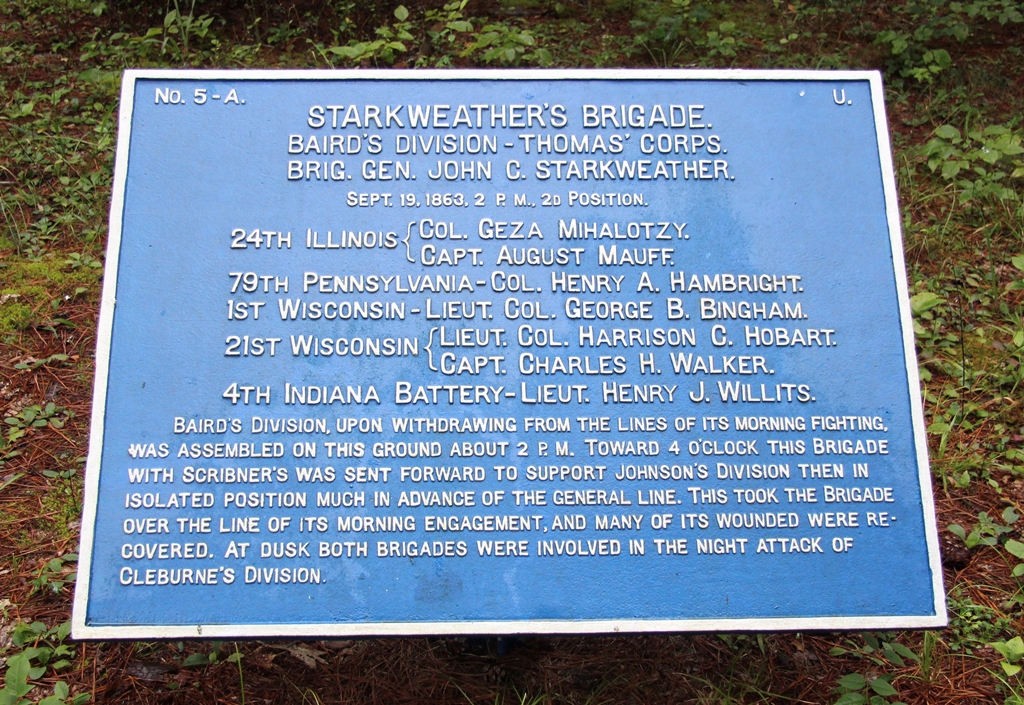 No. 5-A. U.
STARKWEATHER'S BRIGADE.
BAIRD'S DIVISION-THOMAS' CORPS.
BRIG. GEN. JOHN C. STARKWEATHER.
SEPT. 19, 1863, 2 P. M., 2D POSITION.
24TH ILLINOIS { COL. GEZA MIHALOTZY.
CAPT. AUGUST MAUFF.
79TH PENNSYLVANIA-COL. HENRY A. HAMBRIGHT.
1ST WISCONSIN-LIEUT. COL. GEORGE B. BINGHAM.
21ST WISCONSIN { LIEUT. COL. HARRISON C. HOBART.
CAPT. CHARLES H. WALKER.
4TH INDIANA BATTERY-LIEUT. HENRY J. WILLITS.
BAIRD'S DIVISION, UPON WITHDRAWING FROM THE LINES OF ITS MORNING FIGHTING,
WAS ASSEMBLED ON THIS GROUND ABOUT 2 P. M. TOWARD 4 O'CLOCK THIS BRIGADE
WITH SCRIBNER'S WAS SENT FORWARD TO SUPPORT JOHNSON'S DIVISION THEN IN
ISOLATED POSITION MUCH IN ADVANCE OF THE GENERAL LINE. THIS TOOK THE BRIGADE
OVER THE LINE OF ITS MORNING ENGAGEMENT, AND MANY OF ITS WOUNDED WERE RE-
COVERED. AT DUSK BOTH BRIGADES WERE INVOLVED IN THE NIGHT ATTACK OF
CLEBURNE'S DIVISION.